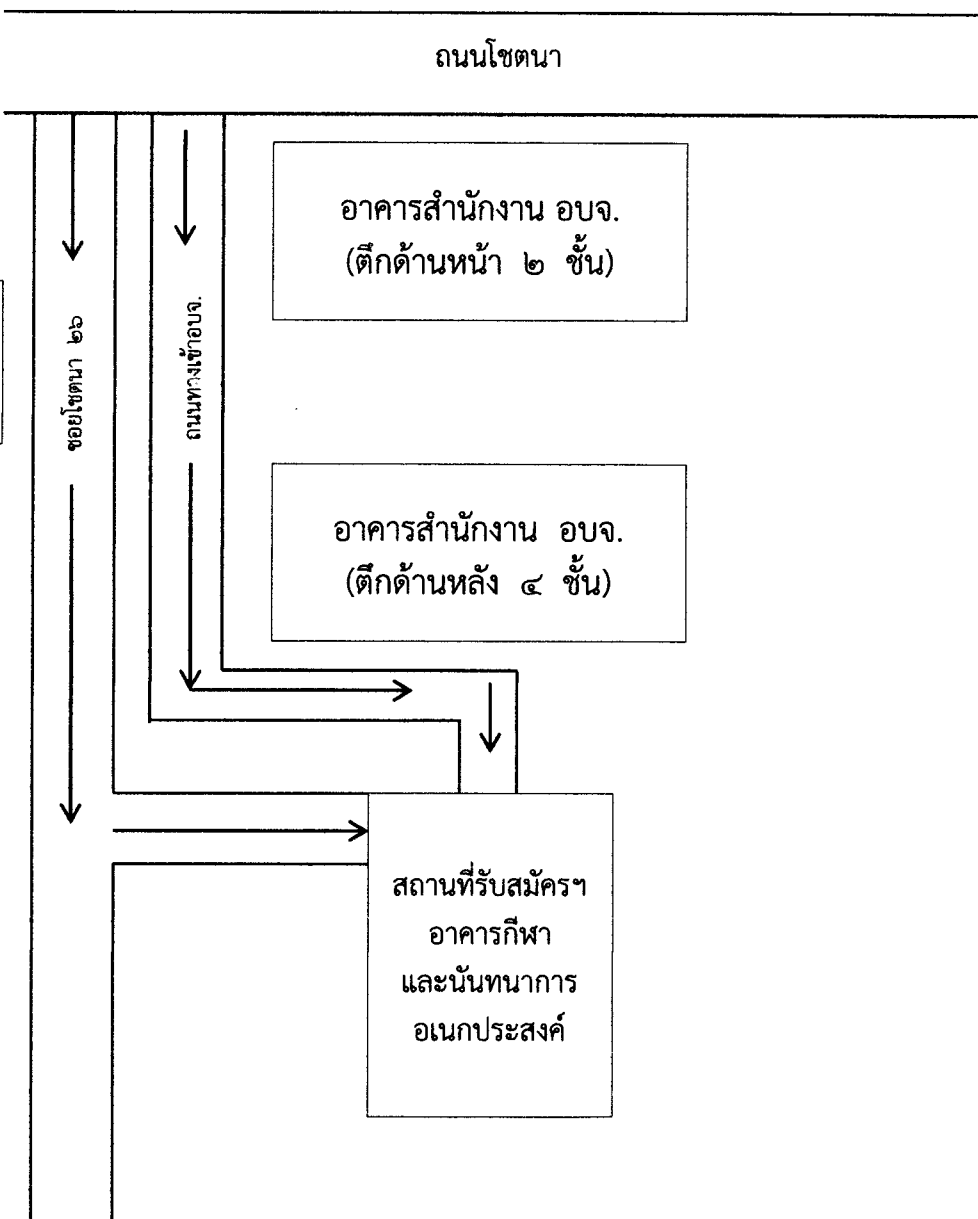 ถนนโชตนา
อาคารสำนักงาน อบจ.
(ตึกด้านหน้า ๒ ชั้น)
ซอยโชตนา ๒๖
ถนนทางเข้าอบจ.
อาคารสำนักงาน อบจ.
(ตึกด้านหลัง ๔ ชั้น)
สถานที่รับสมัครฯ
อาคารกีฬา
และนันทนาการ
อเนกประสงค์